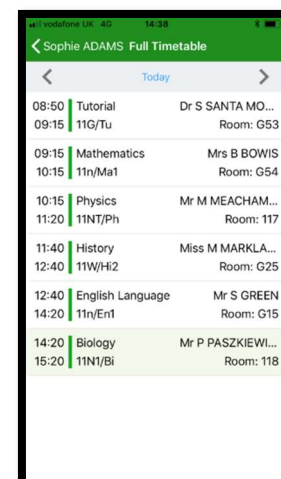 vodafone UK 4G 14:38
Sophie ADAMS Full Timetable
Today
08:50 Tutorial Dr S SANTA MO...
09:15 11G/Tu Room: G53
09:15 Mathematics Mrs B BOWIS
10:15 11n/Ma1 Room: G54
10:15 Physics Mr M MEACHAM...
11:20 11NT/Ph Room: 117
11:40 History Miss M MARKLA...
12:40 11W/Hi2 Room: G25
12:40 English Language Mr S GREEN
14:20 11n/En1 Room: G15
14:20 Biology Mr P PASZKIEWI...
15:20 11N1/Bi Room: 118